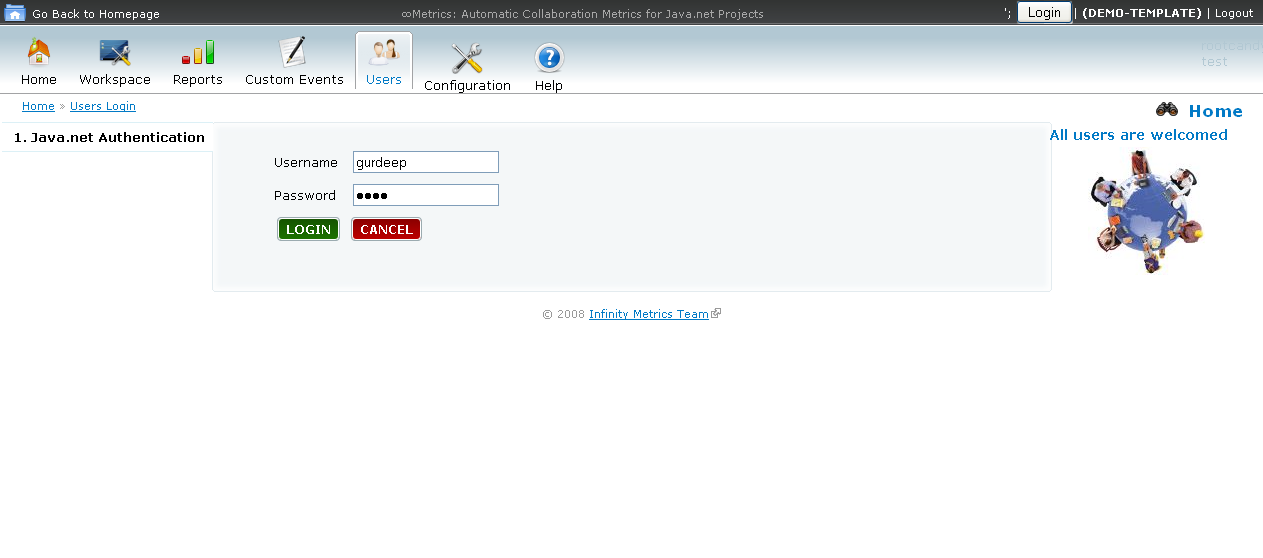 Go Back to Homepage ∞Metrics: Automatic Collaboration Metrics for Java.net Projects '; Login | (DEMO-TEMPLATE) | Logout
Home Workspace Reports Custom Events Users Configuration Help
test
Home » Users Login
Home
1. Java.net Authentication
All users are welcomed
Username gurdeep
Password ●●●●
LOGIN CANCEL
© 2008 Infinity Metrics Team